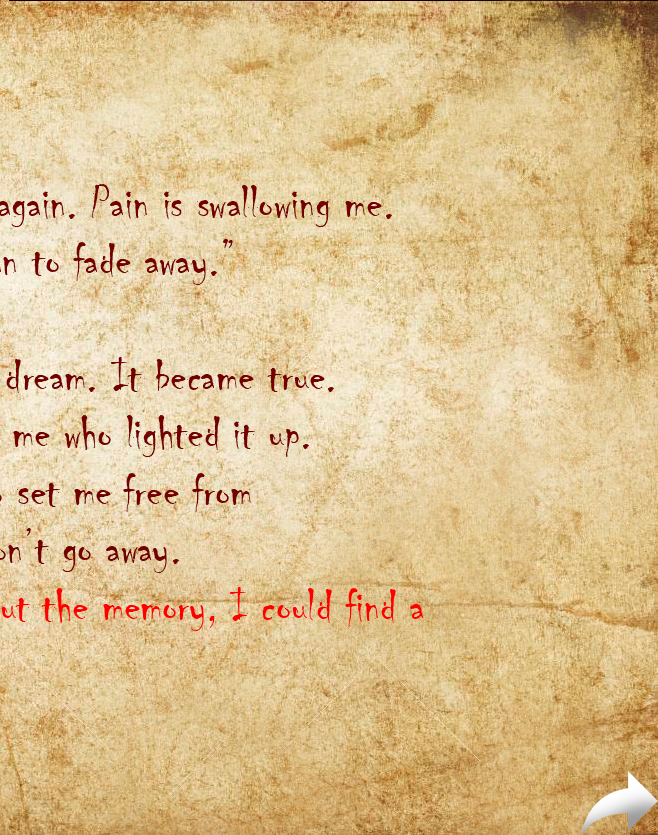 again. Pain is swallowing me.
to fade away.”
dream. It became true.
me who lighted it up.
set me free from
go away.
the memory, I could find a